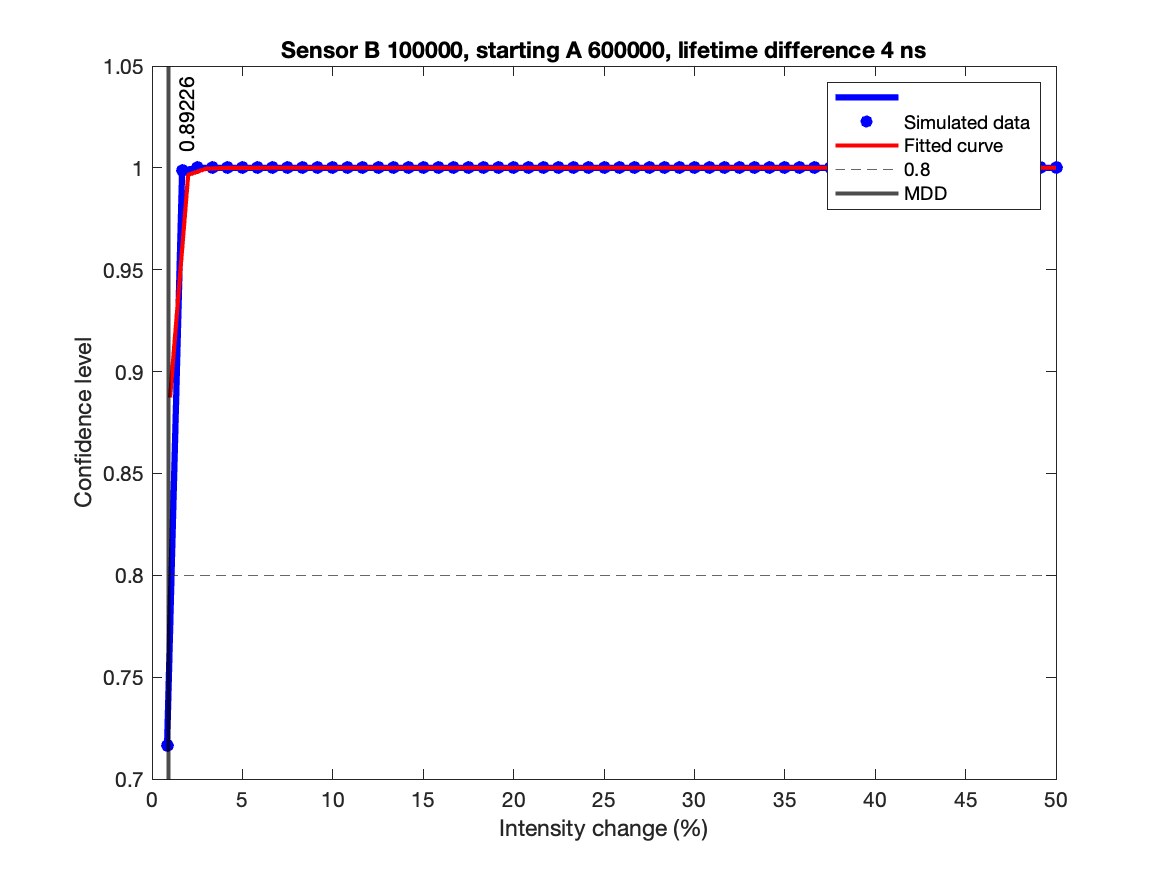 Sensor B 100000, starting A 600000, lifetime difference 4 ns
1.05
1
0.95
0.9
0.85
0.8
0.75
0.7
Confidence level
0.89226
Simulated data
Fitted curve
0.8
MDD
0 5 10 15 20 25 30 35 40 45 50
Intensity change (%)